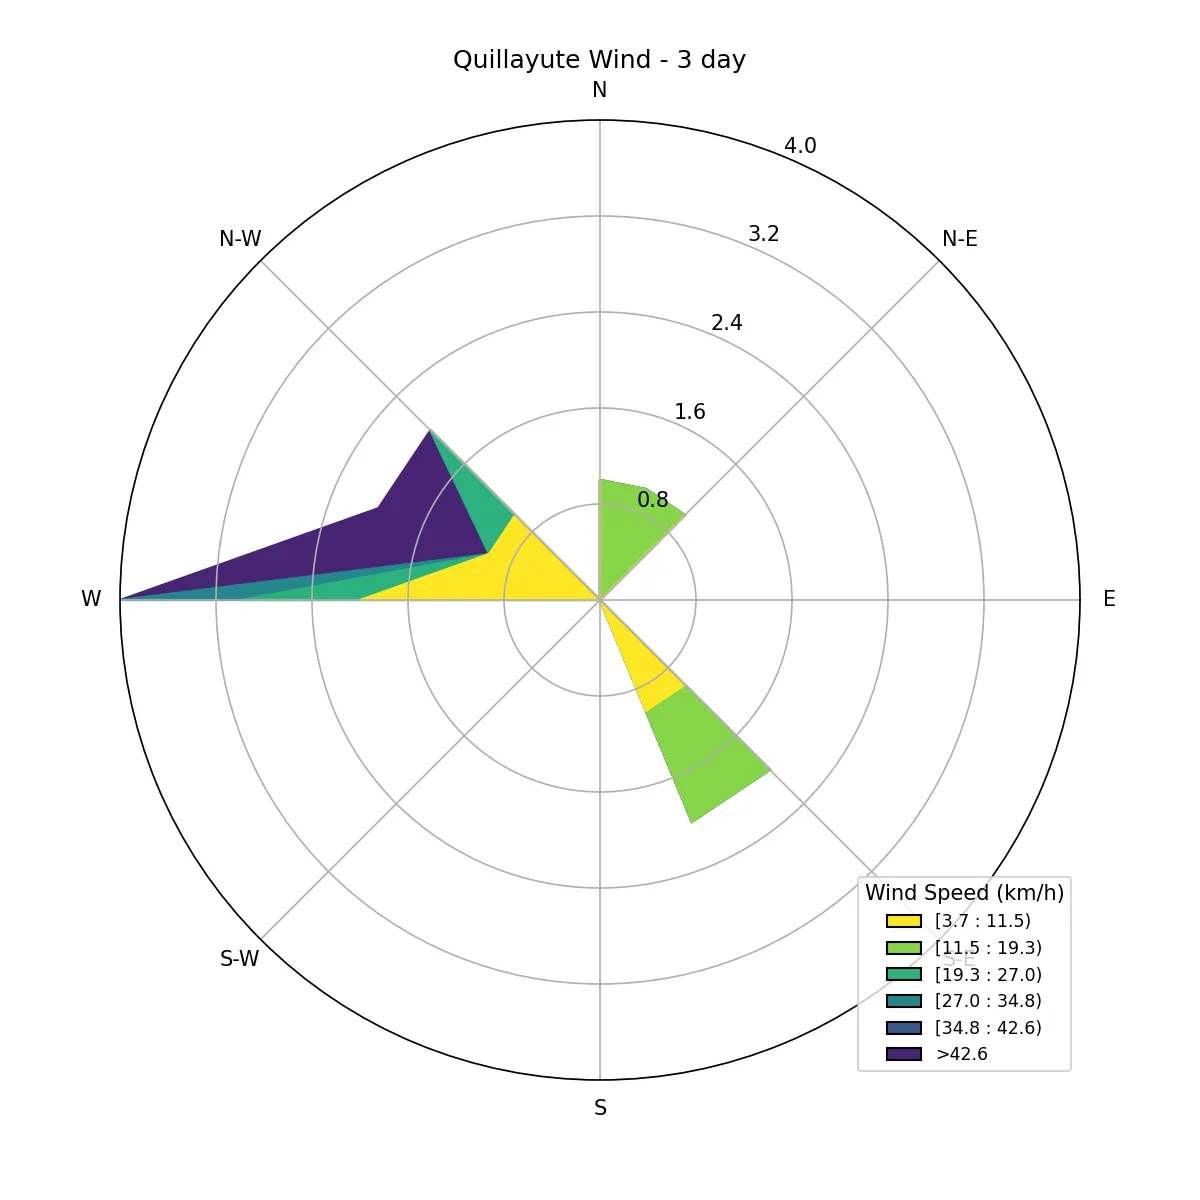 Quillayute Wind - 3 day
N
4.0
N-W
3.2
N-E
2.4
1.6
0.8
W
E
Wind Speed (km/h)
[3.7 : 11.5)
[11.5 : 19.3)
[19.3 : 27.0)
[27.0 : 34.8)
[34.8 : 42.6)
>42.6
S-W
S-E
S